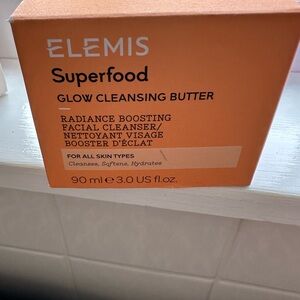 ELEMIS
Superfood
GLOW CLEANSING BUTTER
RADIANCE BOOSTING
FACIAL CLEANSER/
NETTOYANT VISAGE
BOOSTER D'ÉCLAT
FOR ALL SKIN TYPES
Cleanses, Softens, Hydrates
90 ml e 3.0 US fl.oz.